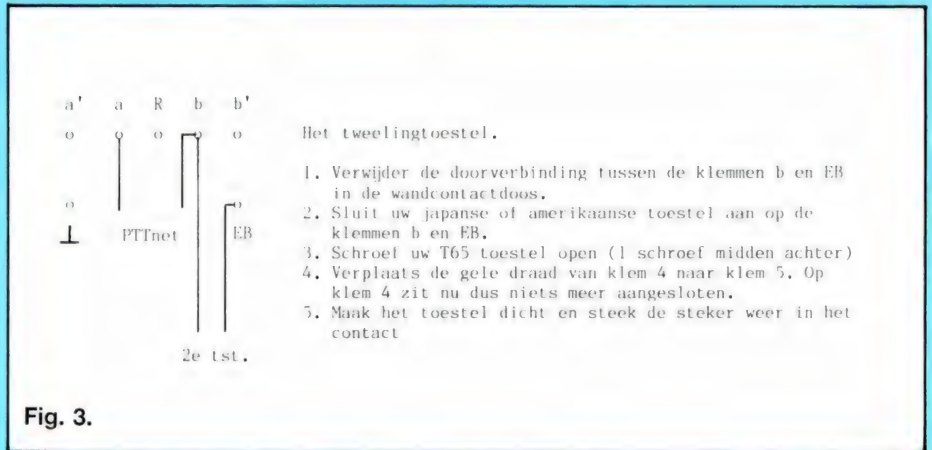 a' a R b b'
Het tweelingtoestel.
1. Verwijder de doorverbinding tussen de klemmen b en EB
in de wandcontactdoos.
2. Sluit uw japanse of amerikaanse toestel aan op de
klemmen b en EB.
3. Schroef uw T65 toestel open (1 schroef midden achter)
4. Verplaats de gele draad van klem 4 naar klem 5. Op
klem 4 zit nu dus niets meer aangesloten.
5. Maak het toestel dicht en steek de steker weer in het
contact
PTTnet EB
2e tst.
Fig. 3.